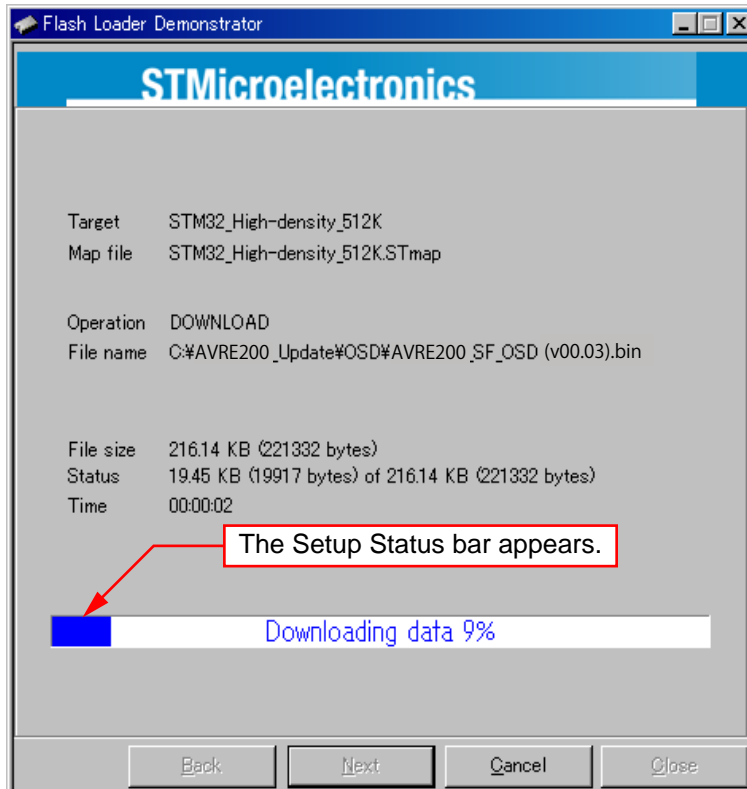 Flash Loader Demonstrator
STMicroelectronics
Target STM32_High-density_512K
Map file STM32_High-density_512K.STmap
Operation DOWNLOAD
File name C:¥AVRE200_Update¥OSD¥AVRE200_SF_OSD (v00.03).bin
File size 216.14 KB (221332 bytes)
Status 19.45 KB (19917 bytes) of 216.14 KB (221332 bytes)
Time 00:00:02
The Setup Status bar appears.
Downloading data 9%
Back Next Cancel Close